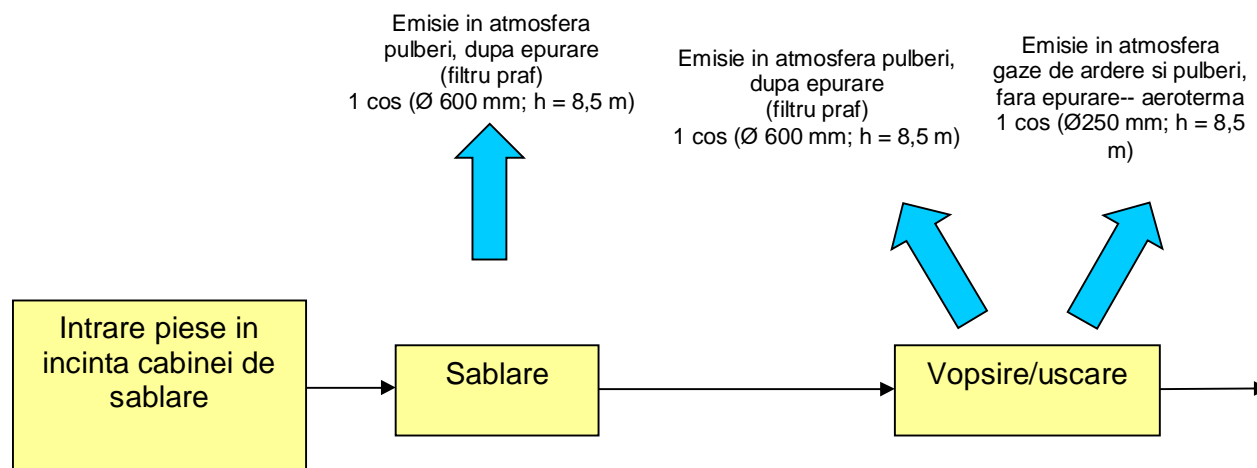 Emisie in atmosfera
pulberi, dupa epurare
(filtru praf)
1 cos (Ø 600 mm; h = 8,5 m)
Emisie in atmosfera pulberi,
dupa epurare
(filtru praf)
1 cos (Ø 600 mm; h = 8,5 m)
Emisie in atmosfera
gaze de ardere si pulberi,
fara epurare-- aeroterma
1 cos (Ø250 mm; h = 8,5
m)
Intrare piese in
incinta cabinei de
sablare
Sablare
Vopsire/uscare